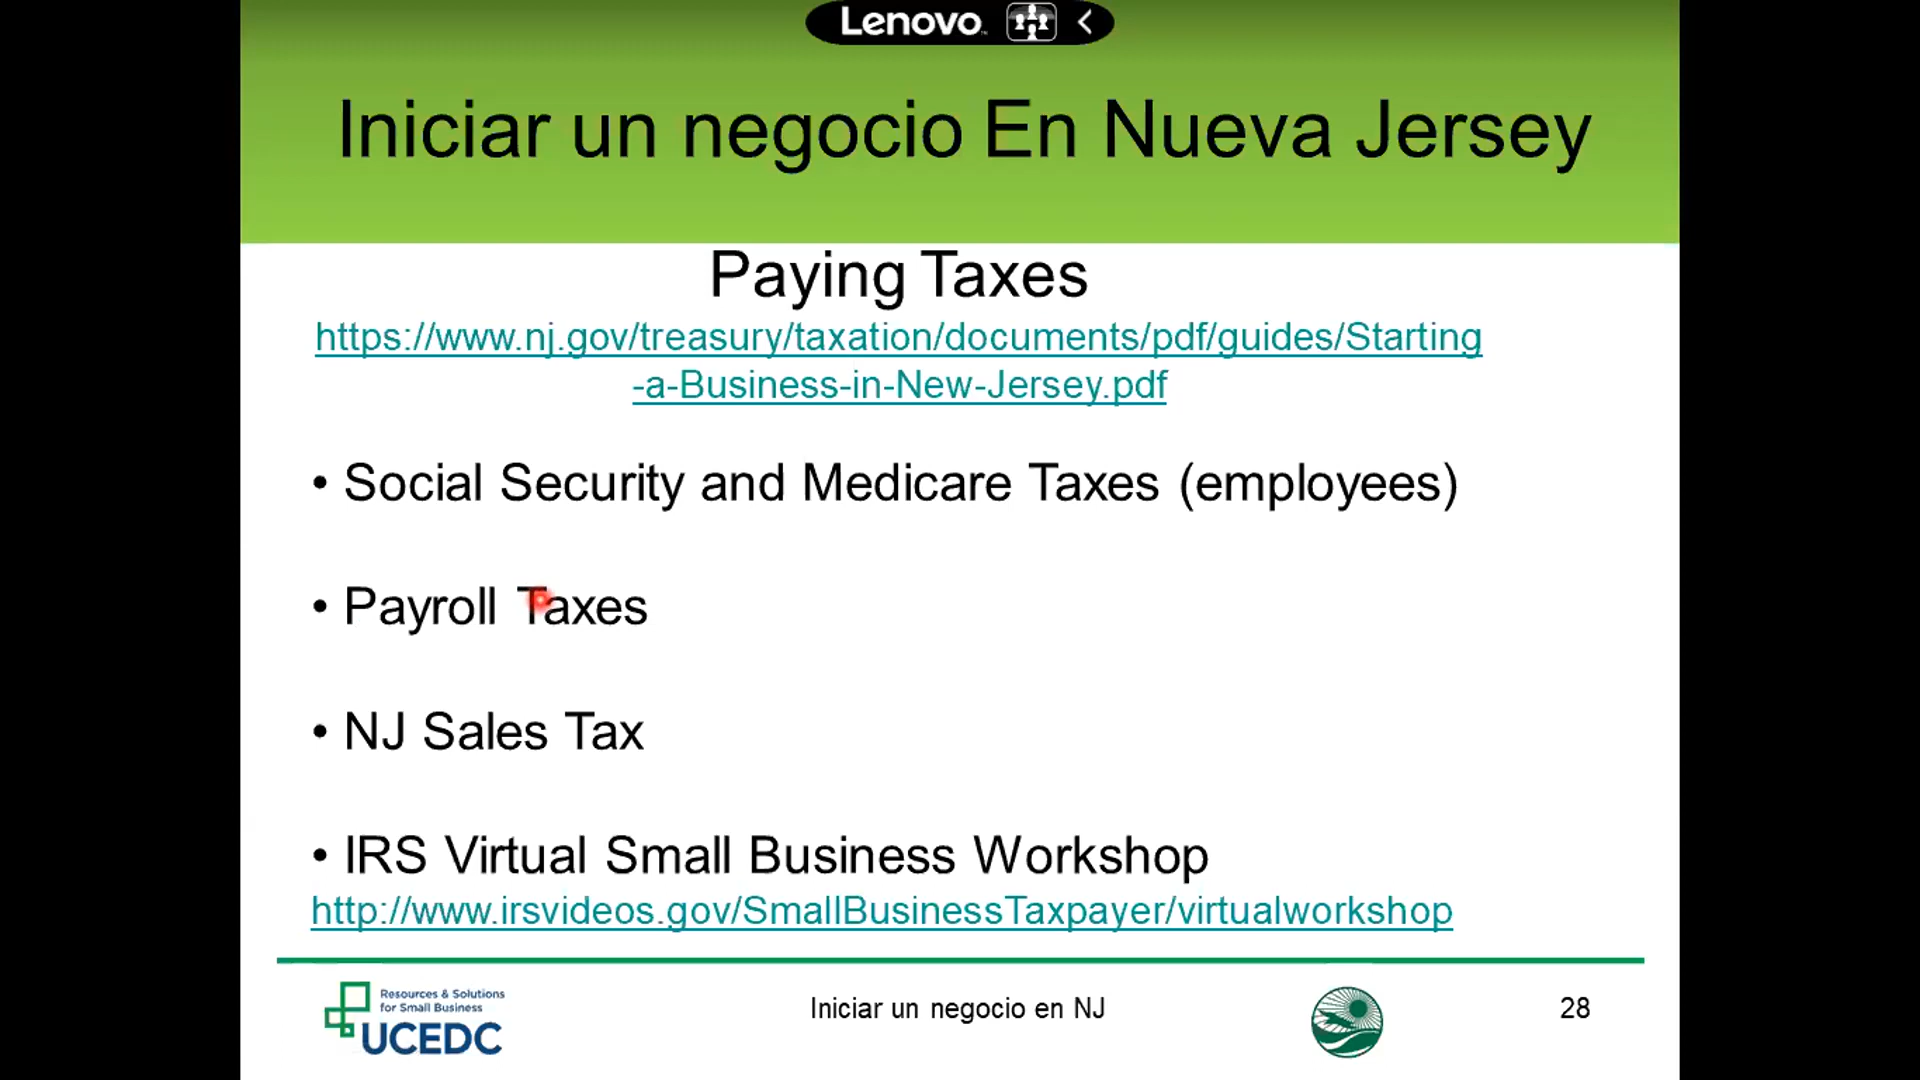 Lenovo
Iniciar un negocio En Nueva Jersey
Paying Taxes
https://www.nj.gov/treasury/taxation/documents/pdf/guides/Starting
-a-Business-in-New-Jersey.pdf
• Social Security and Medicare Taxes (employees)
• Payroll Taxes
• NJ Sales Tax
• IRS Virtual Small Business Workshop
http://www.irsvideos.gov/SmallBusinessTaxpayer/virtualworkshop
Resources & Solutions
for Small Business
UCEDC
Iniciar un negocio en NJ
28